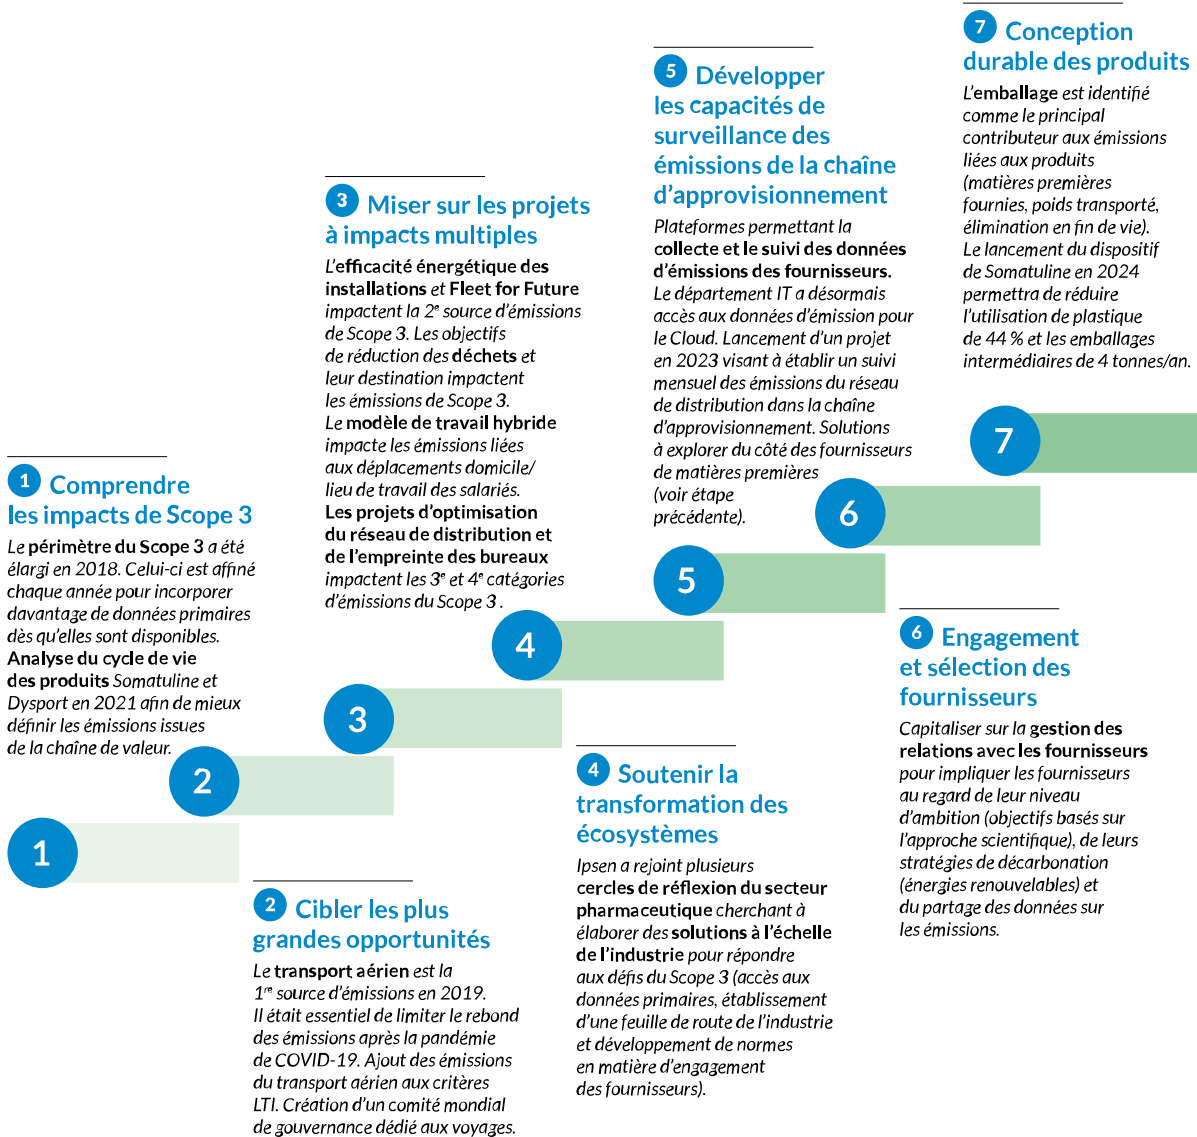 1 Comprendre
les impacts de Scope 3
Le périmètre du Scope 3 a été
élargi en 2018. Celui-ci est affiné
chaque année pour incorporer
davantage de données primaires
dès qu'elles sont disponibles.
Analyse du cycle de vie
des produits Somatuline et
Dysport en 2021 afin de mieux
définir les émissions issues
de la chaîne de valeur.
1
2
2 Cibler les plus
grandes opportunités
Le transport aérien est la
1re source d'émissions en 2019.
Il était essentiel de limiter le rebond
des émissions après la pandémie
de COVID-19. Ajout des émissions
du transport aérien aux critères
LTI. Création d'un comité mondial
de gouvernance dédié aux voyages.
3 Miser sur les projets
à impacts multiples
L'efficacité énergétique des
installations et Fleet for Future
impactent la 2e source d'émissions
de Scope 3. Les objectifs
de réduction des déchets et
leur destination impactent
les émissions de Scope 3.
Le modèle de travail hybride
impacte les émissions liées
aux déplacements domicile/
lieu de travail des salariés.
Les projets d'optimisation
du réseau de distribution et
de l'empreinte des bureaux
impactent les 3e et 4e catégories
d'émissions du Scope 3 .
3
4
4 Soutenir la
transformation des
écosystèmes
Ipsen a rejoint plusieurs
cercles de réflexion du secteur
pharmaceutique cherchant à
élaborer des solutions à l'échelle
de l'industrie pour répondre
aux défis du Scope 3 (accès aux
données primaires, établissement
d'une feuille de route de l'industrie
et développement de normes
en matière d'engagement
des fournisseurs).
5 Développer
les capacités de
surveillance des
émissions de la chaîne
d'approvisionnement
Plateformes permettant la
collecte et le suivi des données
d'émissions des fournisseurs.
Le département IT a désormais
accès aux données d'émission pour
le Cloud. Lancement d'un projet
en 2023 visant à établir un suivi
mensuel des émissions du réseau
de distribution dans la chaîne
d'approvisionnement. Solutions
à explorer du côté des fournisseurs
de matières premières
(voir étape
précédente).
5
6
6 Engagement
et sélection des
fournisseurs
Capitaliser sur la gestion des
relations avec les fournisseurs
pour impliquer les fournisseurs
au regard de leur niveau
d'ambition (objectifs basés sur
l'approche scientifique), de leurs
stratégies de décarbonation
(énergies renouvelables) et
du partage des données sur
les émissions.
7 Conception
durable des produits
L'emballage est identifié
comme le principal
contributeur aux émissions
liées aux produits
(matières premières
fournies, poids transporté,
élimination en fin de vie).
Le lancement du dispositif
de Somatuline en 2024
permettra de réduire
l'utilisation de plastique
de 44 % et les emballages
intermédiaires de 4 tonnes/an.
7